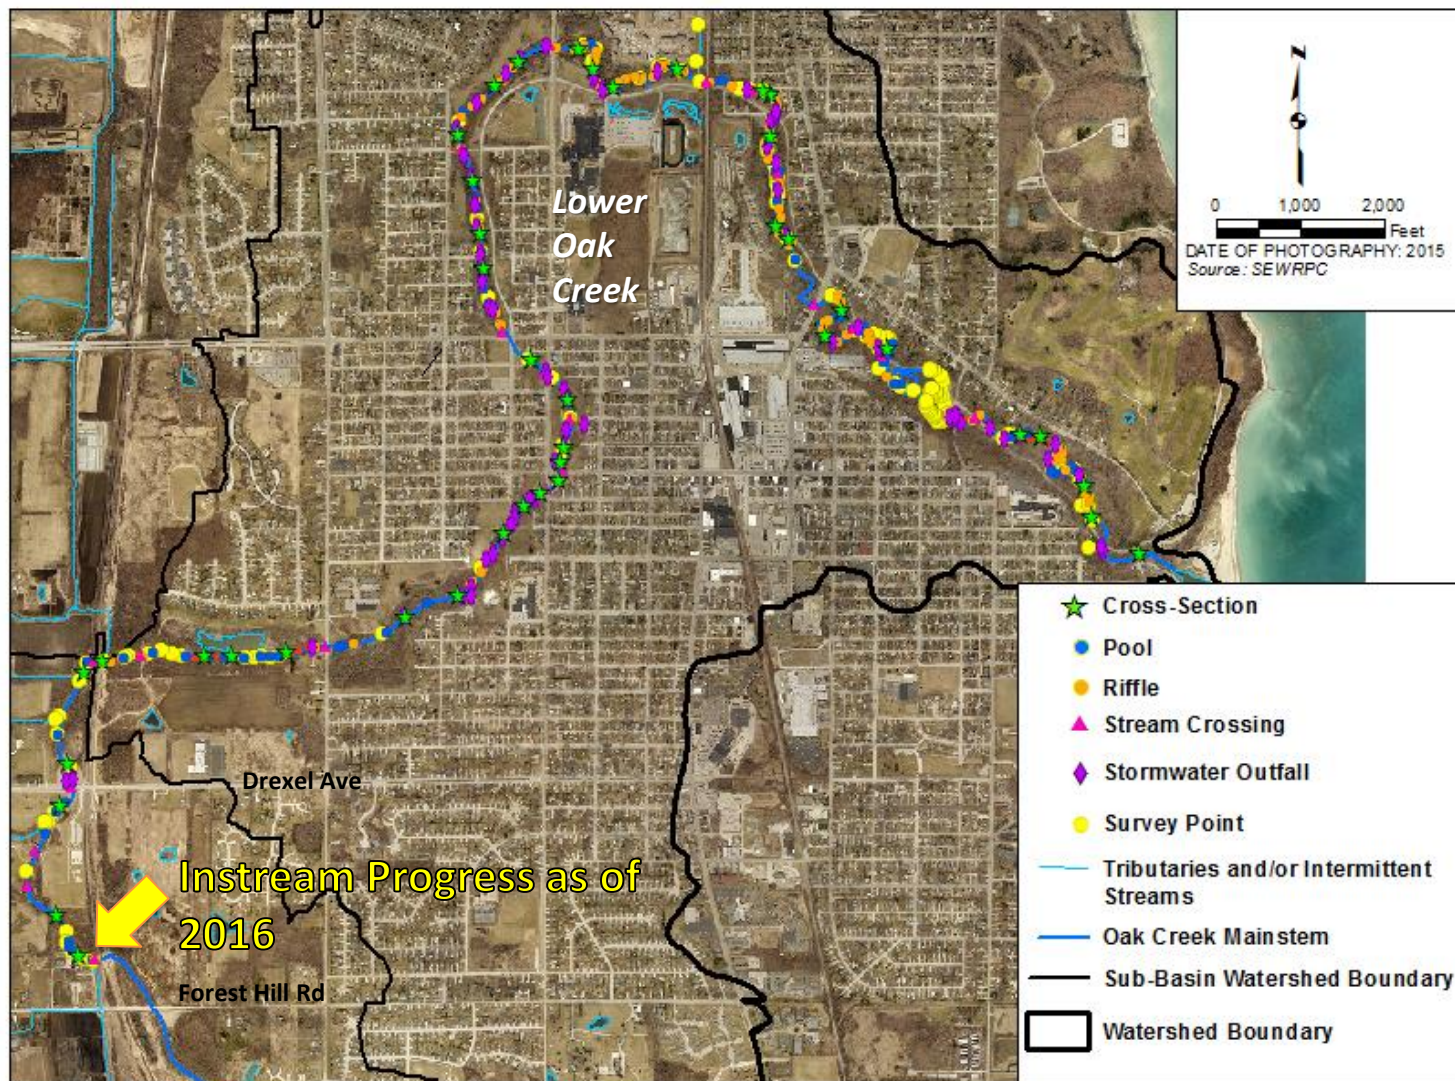 Lower
Oak
Creek
N
0 1,000 2,000
Feet
DATE OF PHOTOGRAPHY: 2015
Source: SEWRPC
Drexel Ave
Instream Progress as of
2016
Forest Hill Rd
Cross-Section
Pool
Riffle
Stream Crossing
Stormwater Outfall
Survey Point
Tributaries and/or Intermittent
Streams
Oak Creek Mainstem
Sub-Basin Watershed Boundary
Watershed Boundary